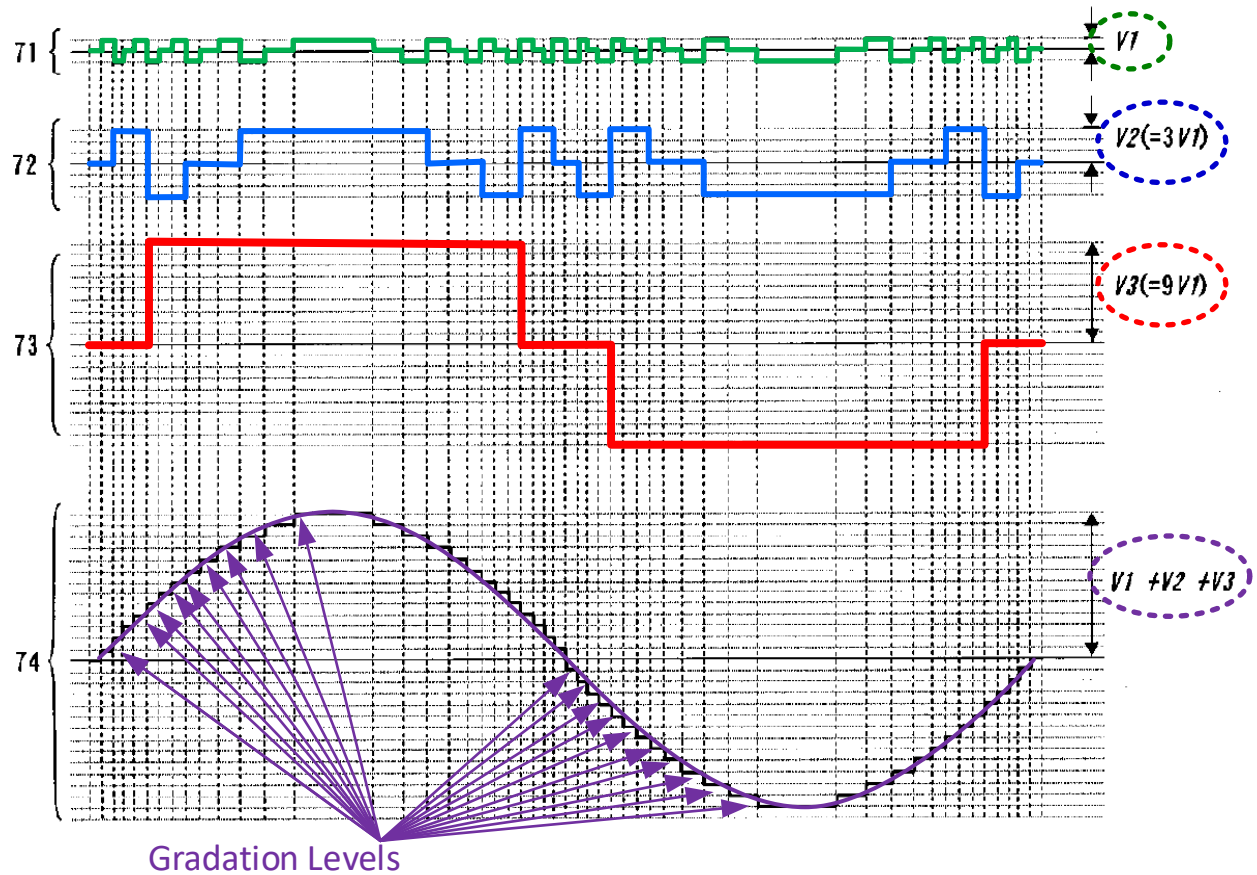 71
V1
72
V2(=3V1)
73
V3(=9V1)
74
V1 +V2 +V3
Gradation Levels